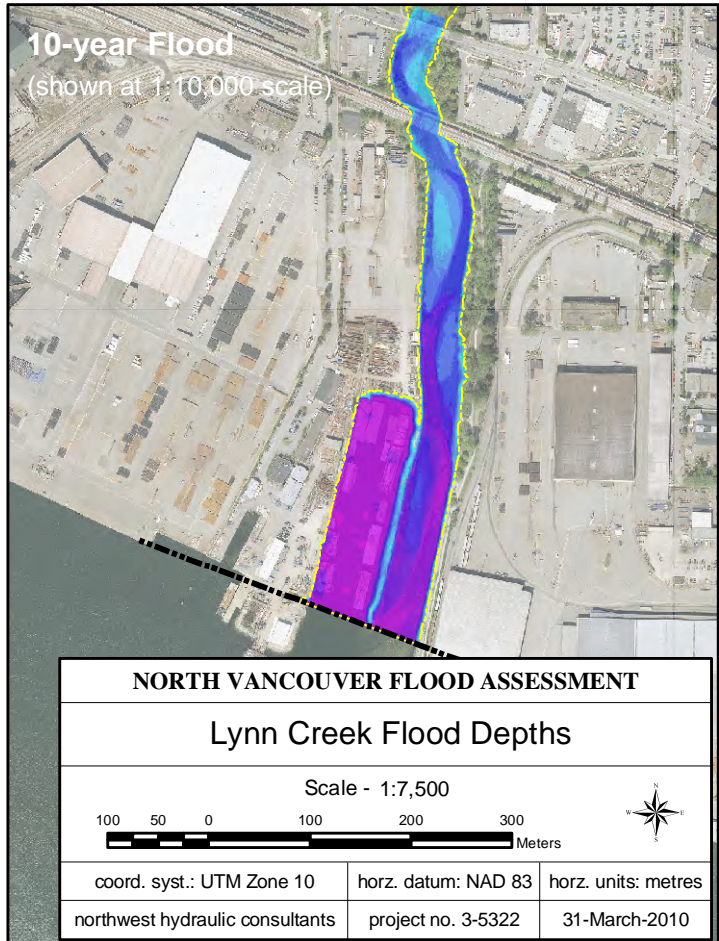 10-year Flood
(shown at 1:10,000 scale)
NORTH VANCOUVER FLOOD ASSESSMENT
Lynn Creek Flood Depths
Scale - 1:7,500
100 50 0 100 200 300
Meters
N
W E
S
coord. syst.: UTM Zone 10 horz. datum: NAD 83 horz. units: metres
northwest hydraulic consultants project no. 3-5322 31-March-2010